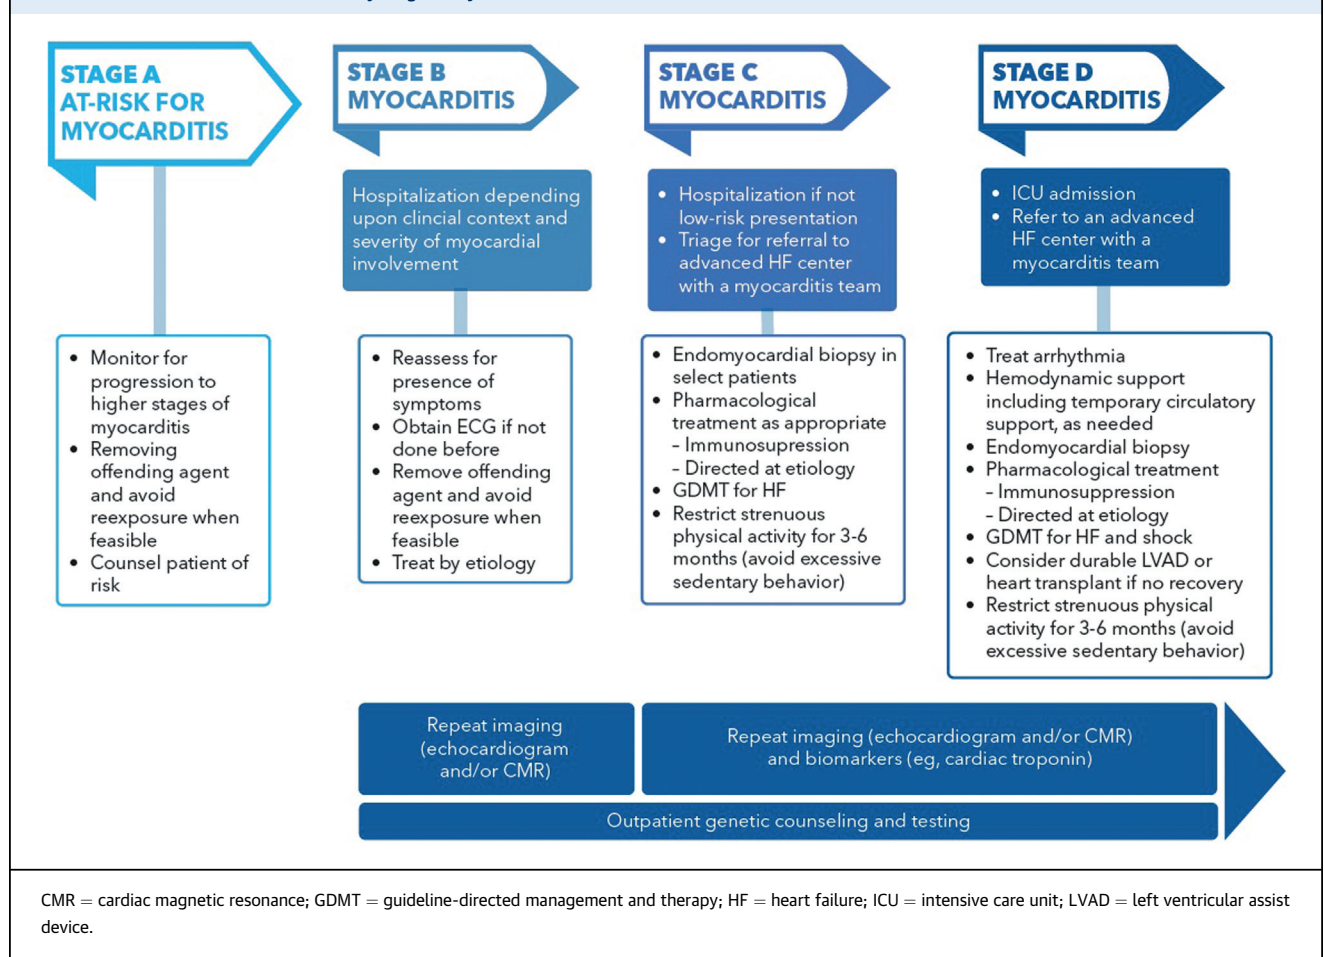 STAGE A
AT-RISK FOR
MYOCARDITIS
Monitor for
progression to
higher stages of
myocarditis
Removing
offending agent
and avoid
reexposure when
feasible
Counsel patient of
risk
STAGE B
MYOCARDITIS
Hospitalization depending
upon clincial context and
severity of myocardial
involvement
Reassess for
presence of
symptoms
Obtain ECG if not
done before
Remove offending
agent and avoid
reexposure when
feasible
Treat by etiology
STAGE C
MYOCARDITIS
Hospitalization if not
low-risk presentation
Triage for referral to
advanced HF center
with a myocarditis team
Endomyocardial biopsy in
select patients
Pharmacological
treatment as appropriate
– Immunosupression
– Directed at etiology
GDMT for HF
Restrict strenuous
physical activity for 3-6
months (avoid excessive
sedentary behavior)
STAGE D
MYOCARDITIS
ICU admission
Refer to an advanced
HF center with a
myocarditis team
Treat arrhythmia
Hemodynamic support
including temporary circulatory
support, as needed
Endomyocardial biopsy
Pharmacological treatment
– Immunosuppression
– Directed at etiology
GDMT for HF and shock
Consider durable LVAD or
heart transplant if no recovery
Restrict strenuous physical
activity for 3-6 months (avoid
excessive sedentary behavior)
Repeat imaging
(echocardiogram
and/or CMR)
Repeat imaging (echocardiogram and/or CMR)
and biomarkers (eg, cardiac troponin)
Outpatient genetic counseling and testing
CMR = cardiac magnetic resonance; GDMT = guideline-directed management and therapy; HF = heart failure; ICU = intensive care unit; LVAD = left ventricular assist
device.